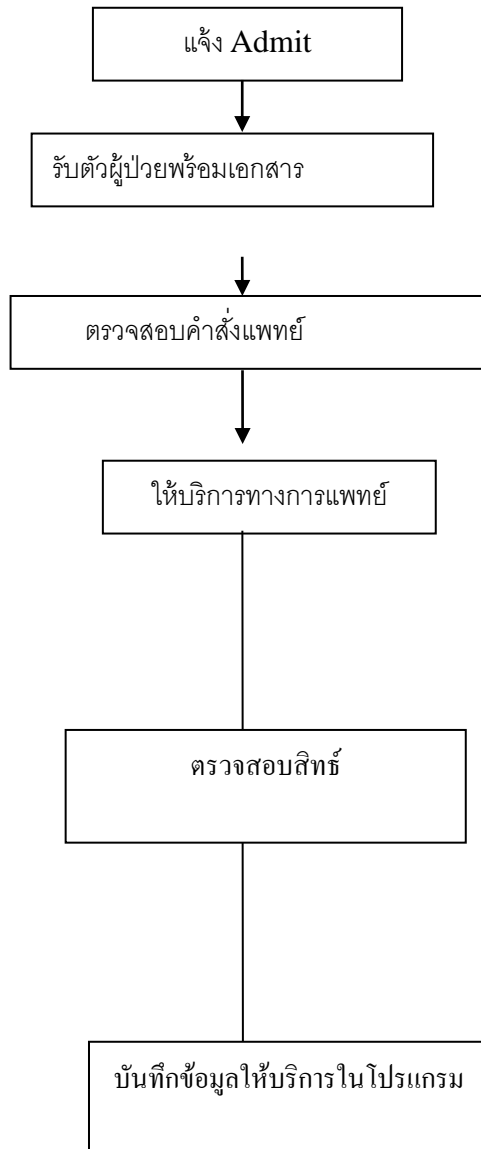 แจ้ง Admit
รับตัวผู้ป่วยพร้อมเอกสาร
ตรวจสอบคำสั่งแพทย์
ให้บริการทางการแพทย์
ตรวจสอบสิทธิ์
บันทึกข้อมูลให้บริการในโปรแกรม